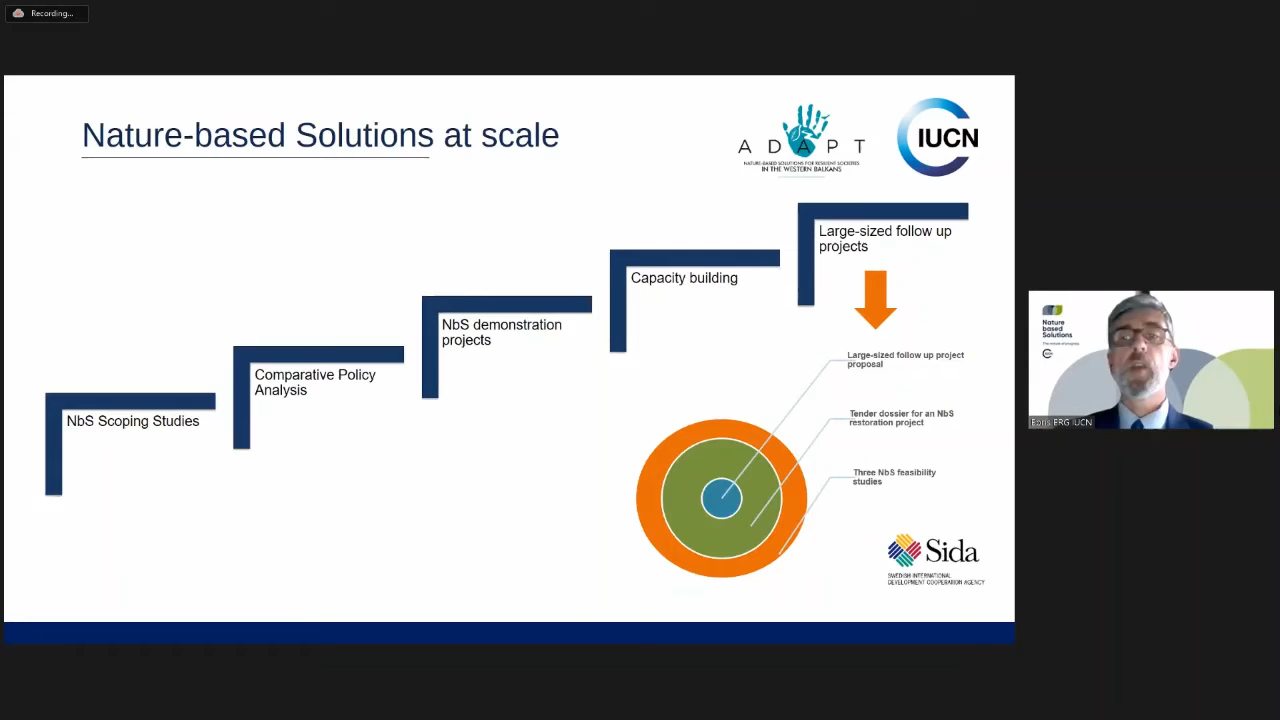 Recording...
Nature-based Solutions at scale
ADAPT
NATURE-BASED SOLUTIONS FOR RESILIENT SOCIETIES
IN THE WESTERN BALKANS
IUCN
Large-sized follow up
projects
Capacity building
NbS demonstration
projects
Comparative Policy
Analysis
NbS Scoping Studies
Large-sized follow up project
proposal
Tender dossier for an NbS
restoration project
Three NbS feasibility
studies
Sida
SWEDISH INTERNATIONAL
DEVELOPMENT COOPERATION AGENCY
Nature
based
Solutions
ERG IUCN